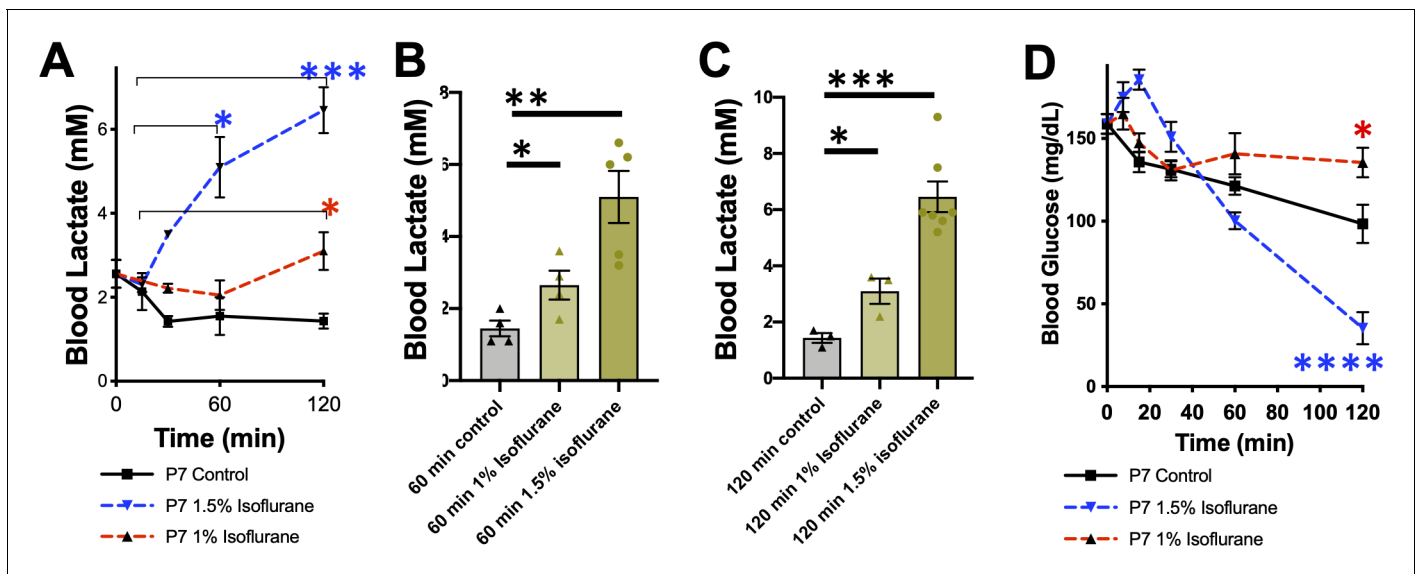 A
Blood Lactate (mM)
6
4
2
0
0
60
120
Time (min)
***
*
*
P7 Control
P7 1.5% Isoflurane
P7 1% Isoflurane
B
Blood Lactate (mM)
8
6
4
2
0
**
*
60 min control
60 min 1% Isoflurane
60 min 1.5% isoflurane
C
Blood Lactate (mM)
10
8
6
4
2
0
***
*
120 min control
120 min 1% Isoflurane
120 min 1.5% isoflurane
D
Blood Glucose (mg/dL)
150
100
50
0
0 20 40 60 80 100 120
Time (min)
*
****
P7 Control
P7 1.5% Isoflurane
P7 1% Isoflurane